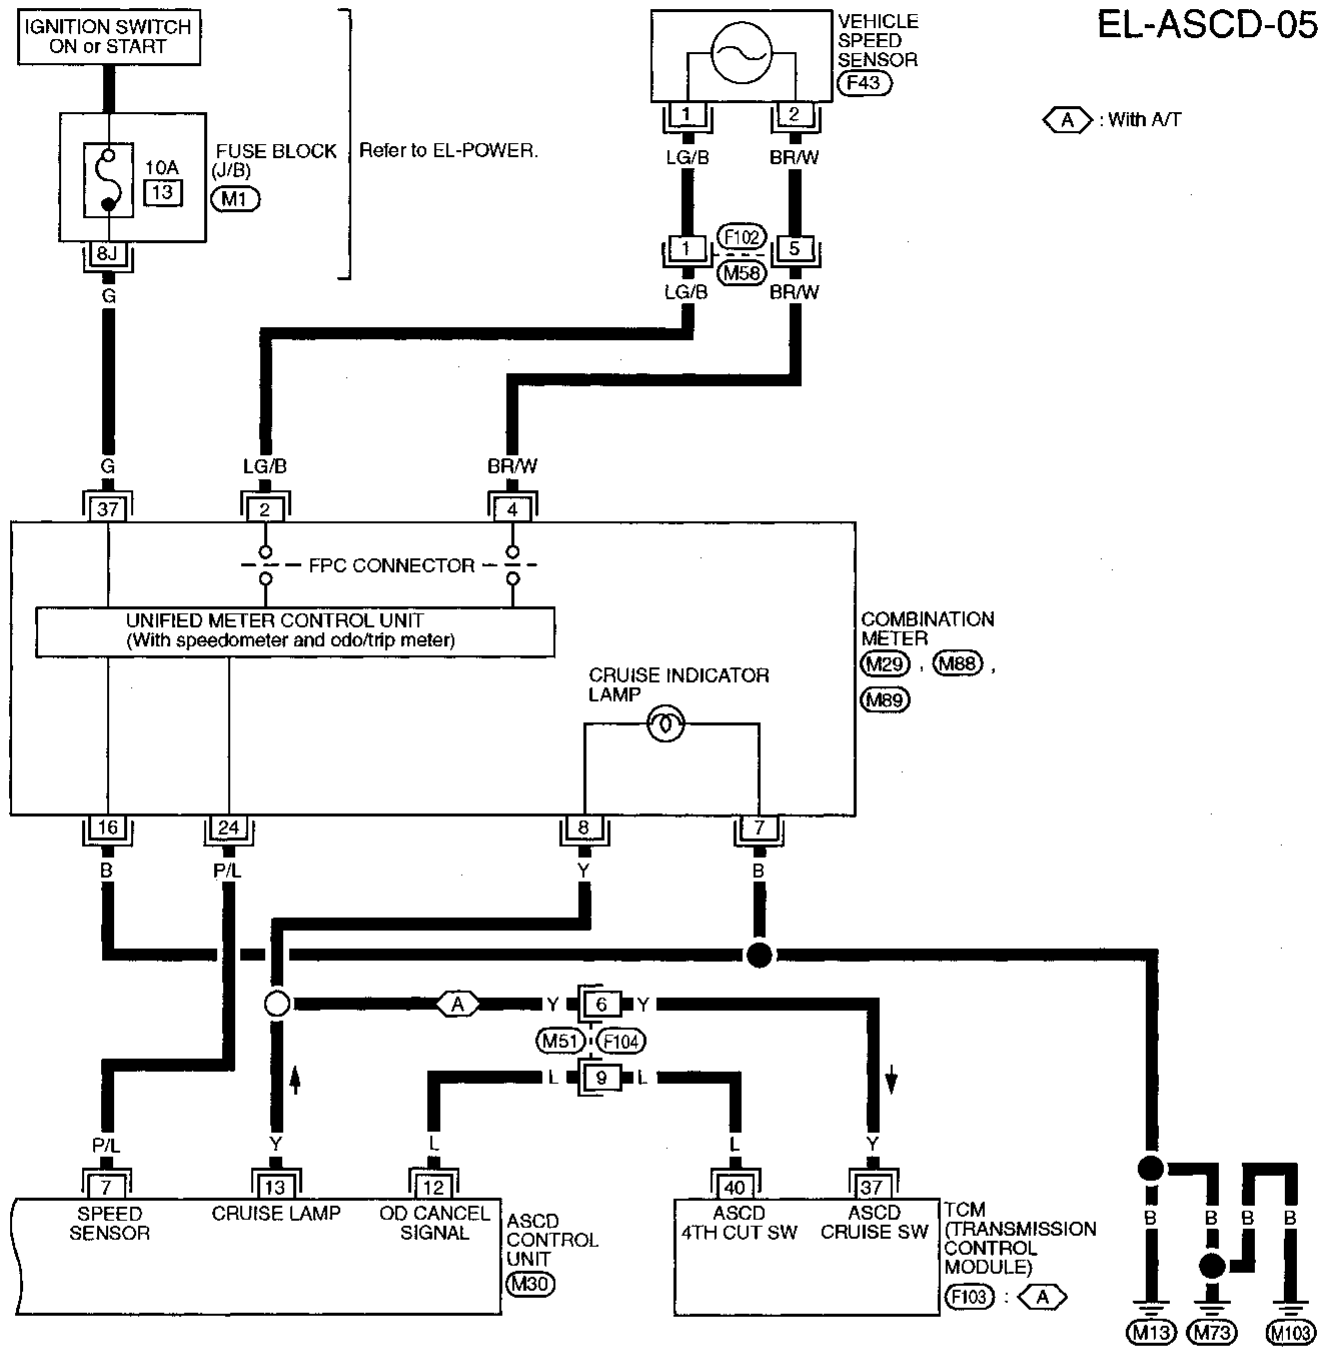 EL-ASCD-05
IGNITION SWITCH
ON or START
VEHICLE
SPEED
SENSOR
F43
A : With A/T
1
2
LG/B
BR/W
FUSE BLOCK
(J/B)
M1
Refer to EL-POWER.
10A
13
8J
G
1
F102
5
M58
LG/B
BR/W
G
LG/B
BR/W
37
2
4
FPC CONNECTOR
UNIFIED METER CONTROL UNIT
(With speedometer and odo/trip meter)
COMBINATION
METER
M29 , M88 ,
M89
CRUISE INDICATOR
LAMP
16
24
8
7
B
P/L
Y
B
A
Y
6
Y
M51
F104
L
9
L
P/L
Y
L
L
Y
7
13
12
40
37
SPEED
SENSOR
CRUISE LAMP
OD CANCEL
SIGNAL
ASCD
CONTROL
UNIT
M30
ASCD
4TH CUT SW
ASCD
CRUISE SW
TCM
(TRANSMISSION
CONTROL
MODULE)
F103 : A
B
B
B
B
M13
M73
M103